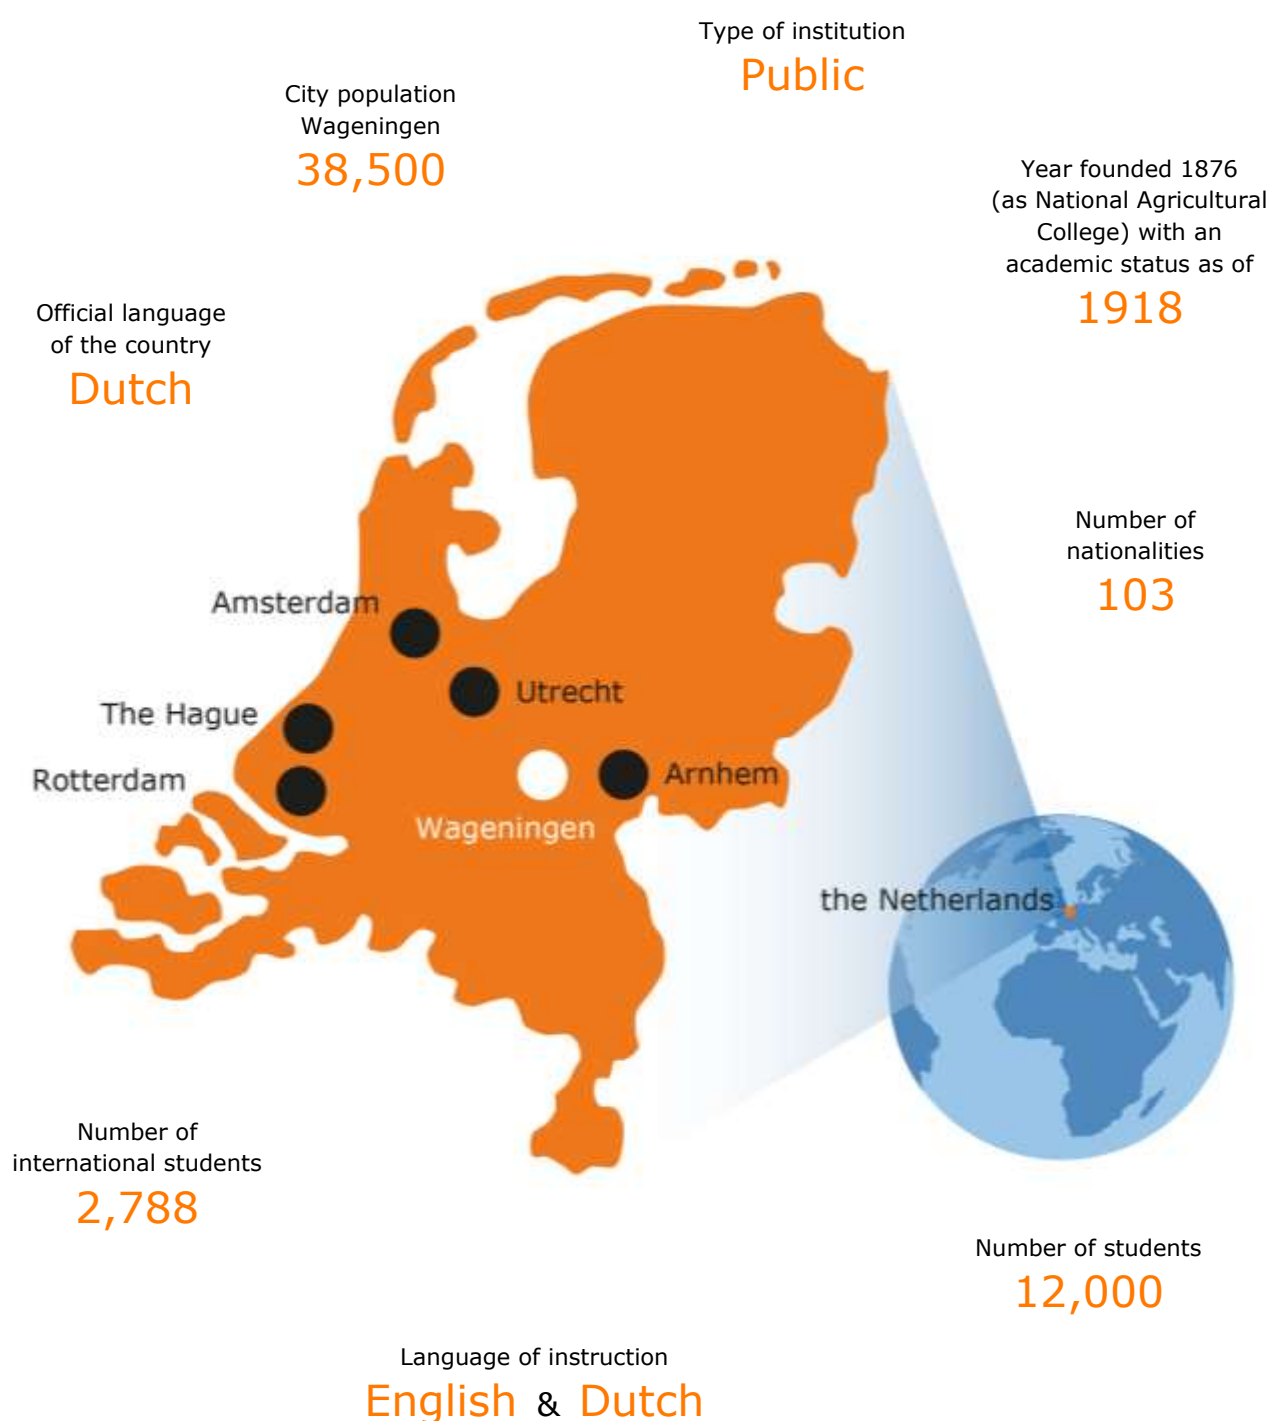 Type of institution
Public
City population
Wageningen
38,500
Year founded 1876
(as National Agricultural
College) with an
academic status as of
1918
Official language
of the country
Dutch
Number of
nationalities
103
Amsterdam
Utrecht
The Hague
Rotterdam
Arnhem
Wageningen
the Netherlands
Number of
international students
2,788
Number of students
12,000
Language of instruction
English & Dutch